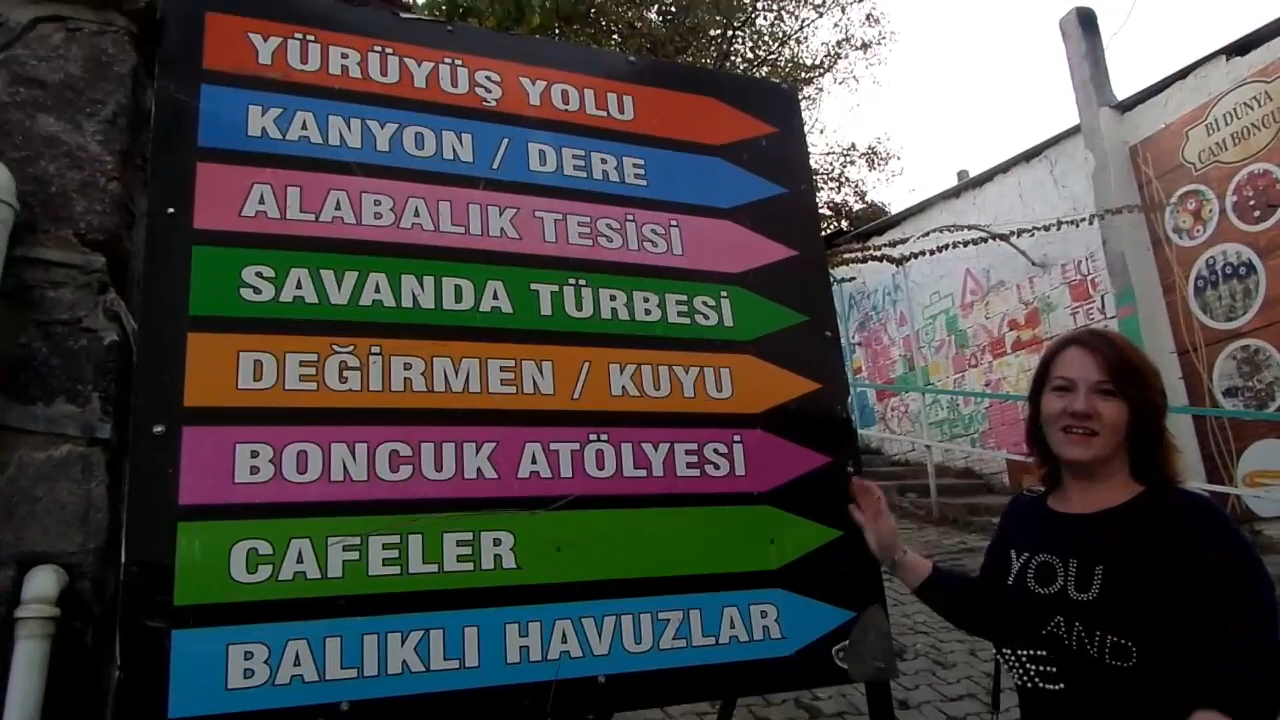 YÜRÜYÜŞ YOLU
KANYON / DERE
ALABALIK TESİSİ
SAVANDA TÜRBESİ
DEĞİRMEN / KUYU
BONCUK ATÖLYESİ
CAFELER
BALIKLI HAVUZLAR
Bİ DÜNYA
CAM
YOU
AND